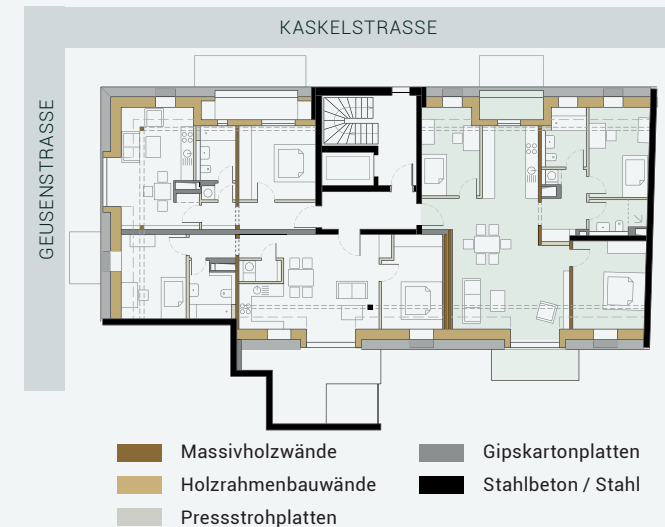 KASKELSTRASSE
GEUSENSTRASSE
Massivholzwände
Holzrahmenbauwände
Pressstrohplatten
Gipskartonplatten
Stahlbeton / Stahl